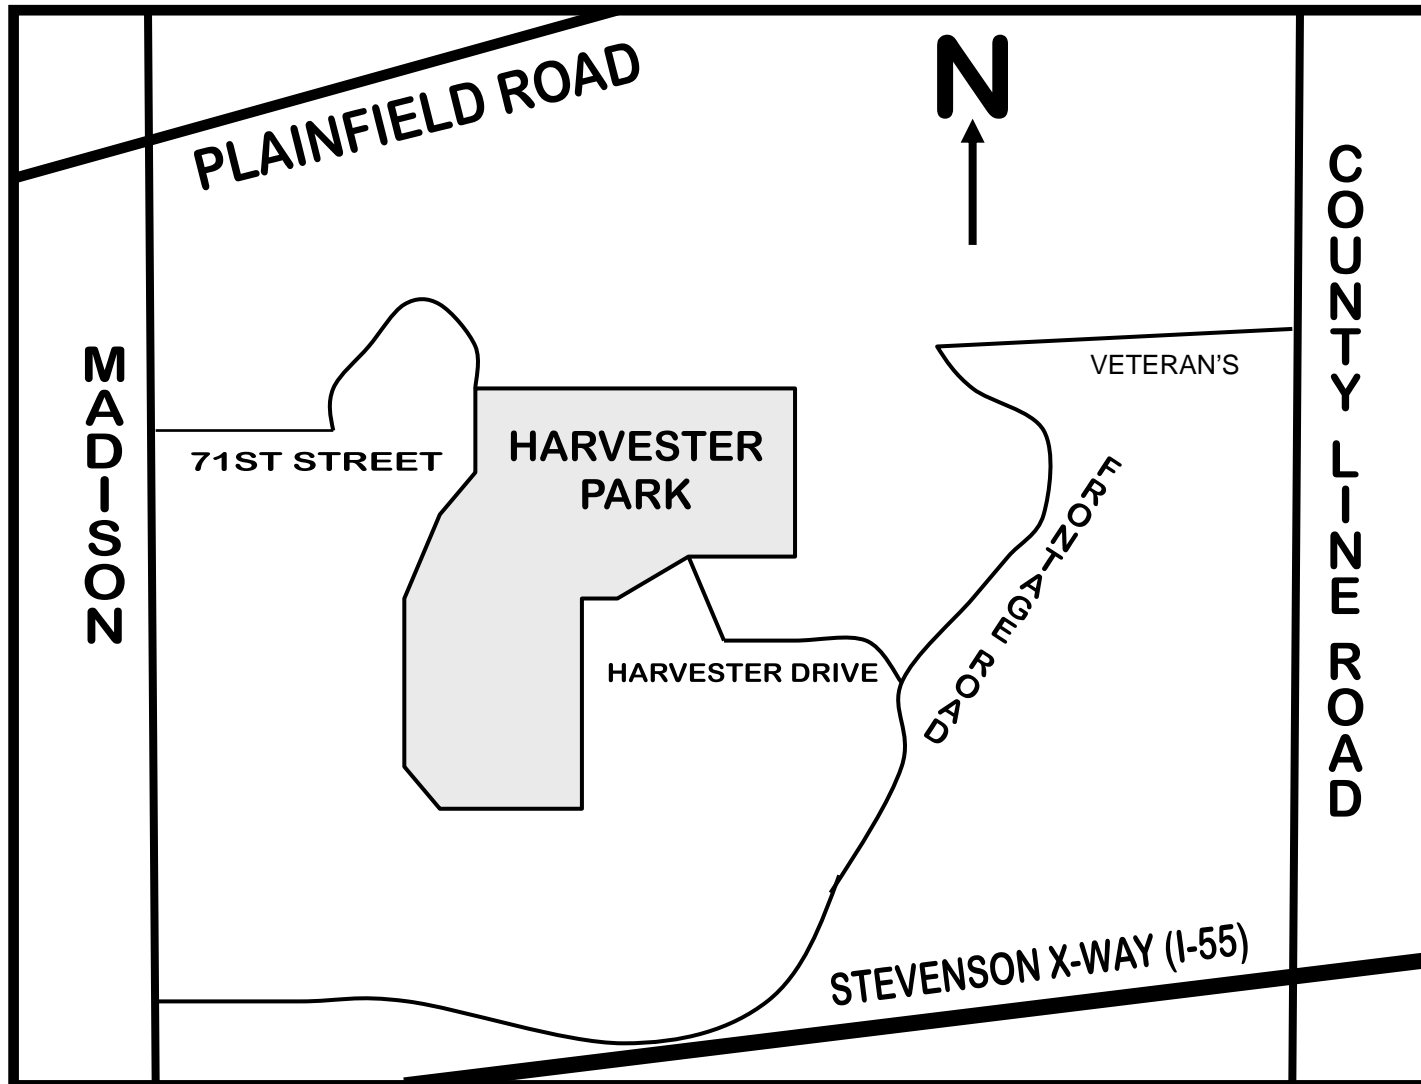 PLAINFIELD ROAD
N
COUNTY LINE ROAD
MADISON
VETERAN'S
71ST STREET
HARVESTER
PARK
FRONTAGE ROAD
HARVESTER DRIVE
STEVENSON X-WAY (I-55)